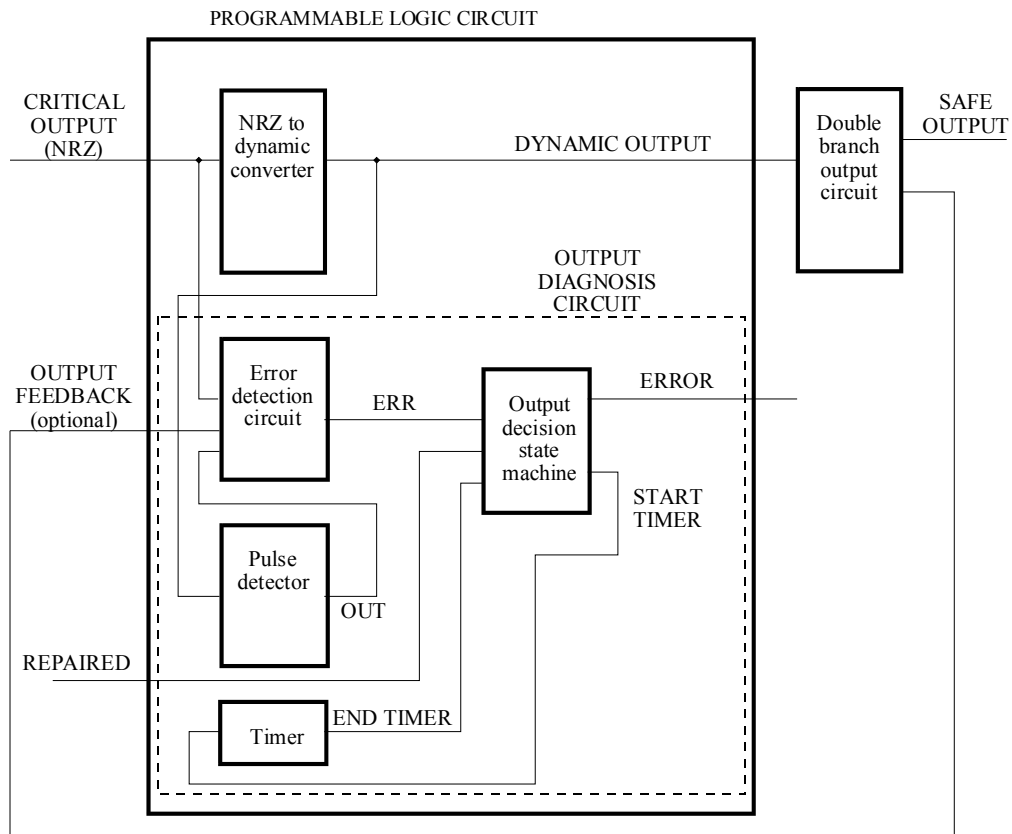 PROGRAMMABLE LOGIC CIRCUIT
CRITICAL
OUTPUT
(NRZ)
NRZ to
dynamic
converter
DYNAMIC OUTPUT
Double
branch
output
circuit
SAFE
OUTPUT
OUTPUT
DIAGNOSIS
CIRCUIT
OUTPUT
FEEDBACK
(optional)
Error
detection
circuit
ERR
Output
decision
state
machine
ERROR
START
TIMER
Pulse
detector
OUT
REPAIRED
Timer
END TIMER